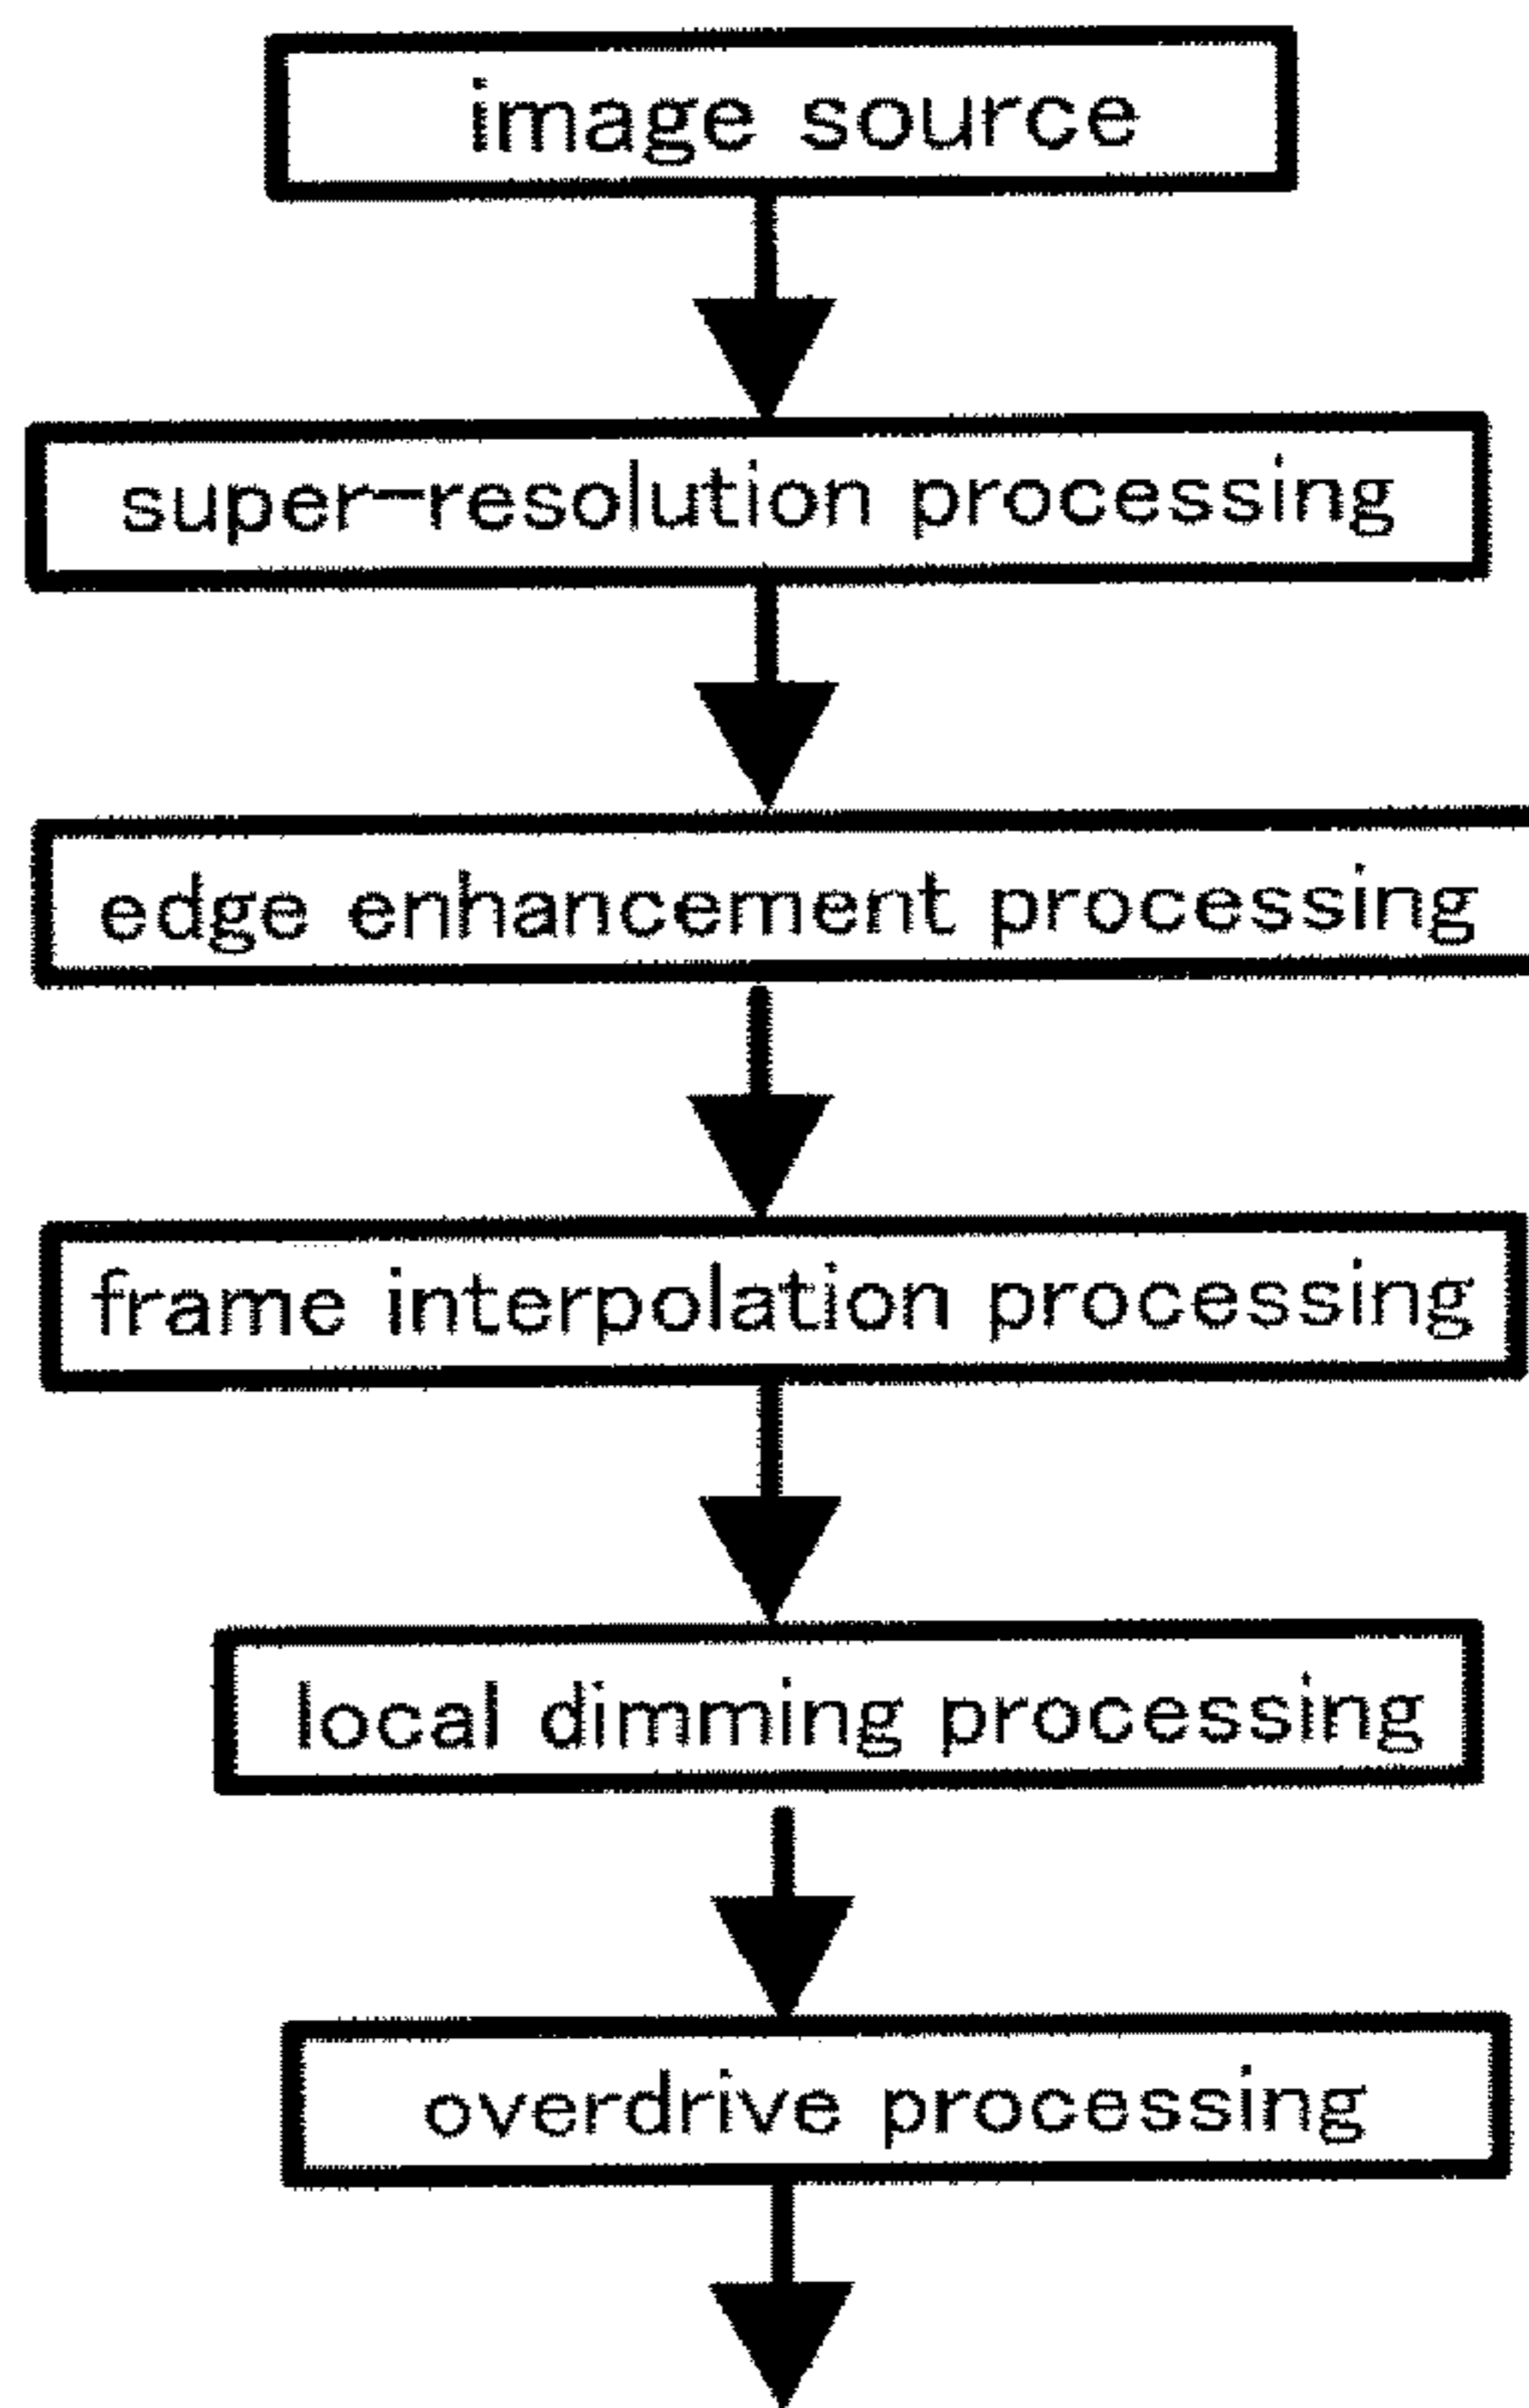 image source
super-resolution processing
edge enhancement processing
frame interpolation processing
local dimming processing
overdrive processing